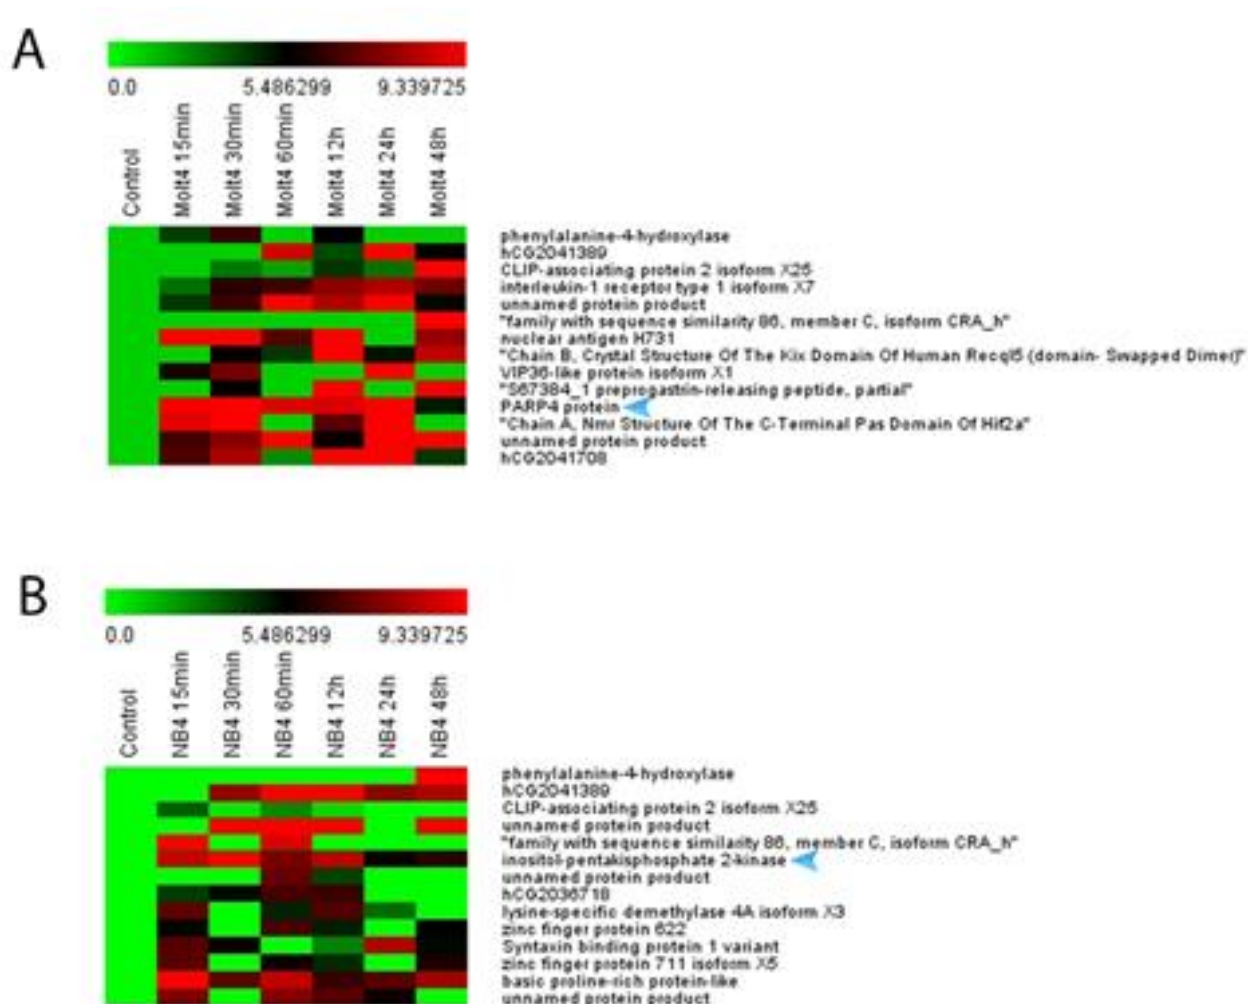 A
0.0 5.486299 9.339725
Control Molt4 15min Molt4 30min Molt4 60min Molt4 12h Molt4 24h Molt4 48h
phenylalanine-4-hydroxylase
hCG2041389
CLIP-associating protein 2 isoform X25
interleukin-1 receptor type 1 isoform X7
unnamed protein product
"family with sequence similarity 86, member C, isoform CRA_h"
nuclear antigen H731
"Chain B, Crystal Structure Of The Kix Domain Of Human Recql5 (domain- Swapped Dimer)"
VIP36-like protein isoform X1
"S67384_1 preprogastrin-releasing peptide, partial"
PARP4 protein
"Chain A, Nmr Structure Of The C-Terminal Pas Domain Of Hif2a"
unnamed protein product
hCG2041708
B
0.0 5.486299 9.339725
Control NB4 15min NB4 30min NB4 60min NB4 12h NB4 24h NB4 48h
phenylalanine-4-hydroxylase
hCG2041389
CLIP-associating protein 2 isoform X25
unnamed protein product
"family with sequence similarity 86, member C, isoform CRA_h"
inositol-pentakisphosphate 2-kinase
unnamed protein product
hCG2036718
lysine-specific demethylase 4A isoform X3
zinc finger protein 622
Syntaxin binding protein 1 variant
zinc finger protein 711 isoform X5
basic proline-rich protein-like
unnamed protein product